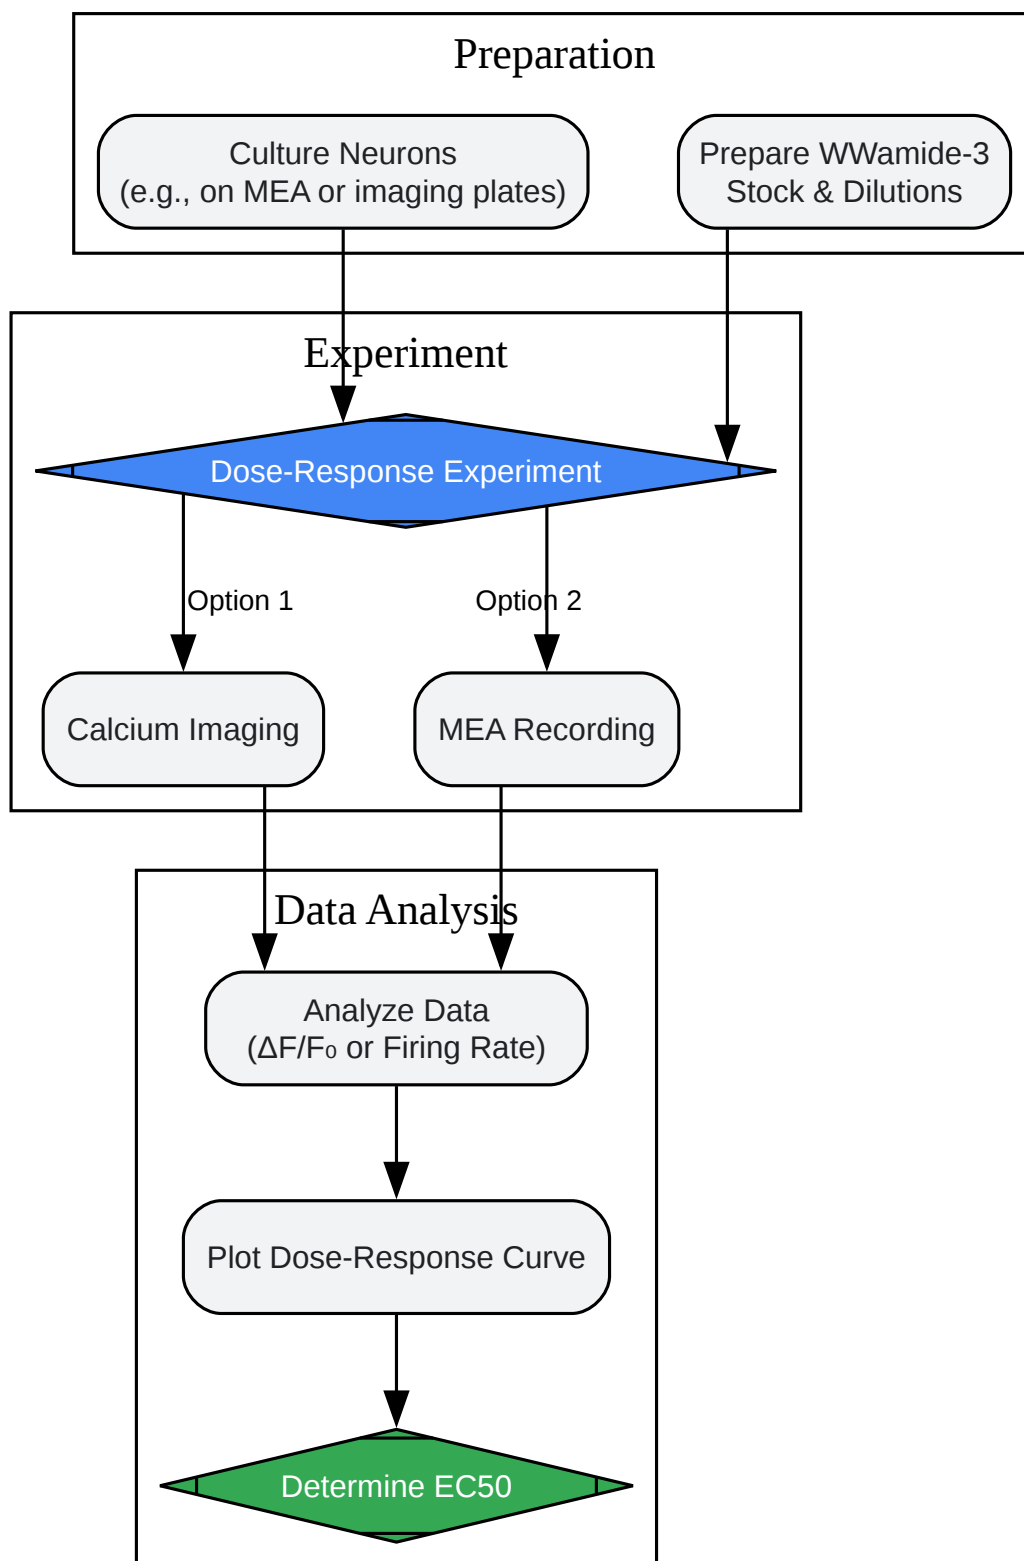 Preparation
Culture Neurons
(e.g., on MEA or imaging plates)
Prepare WWamide-3
Stock & Dilutions
Experiment
Dose-Response Experiment
Option 1
Option 2
Calcium Imaging
MEA Recording
Data Analysis
Analyze Data
(ΔF/F₀ or Firing Rate)
Plot Dose-Response Curve
Determine EC50